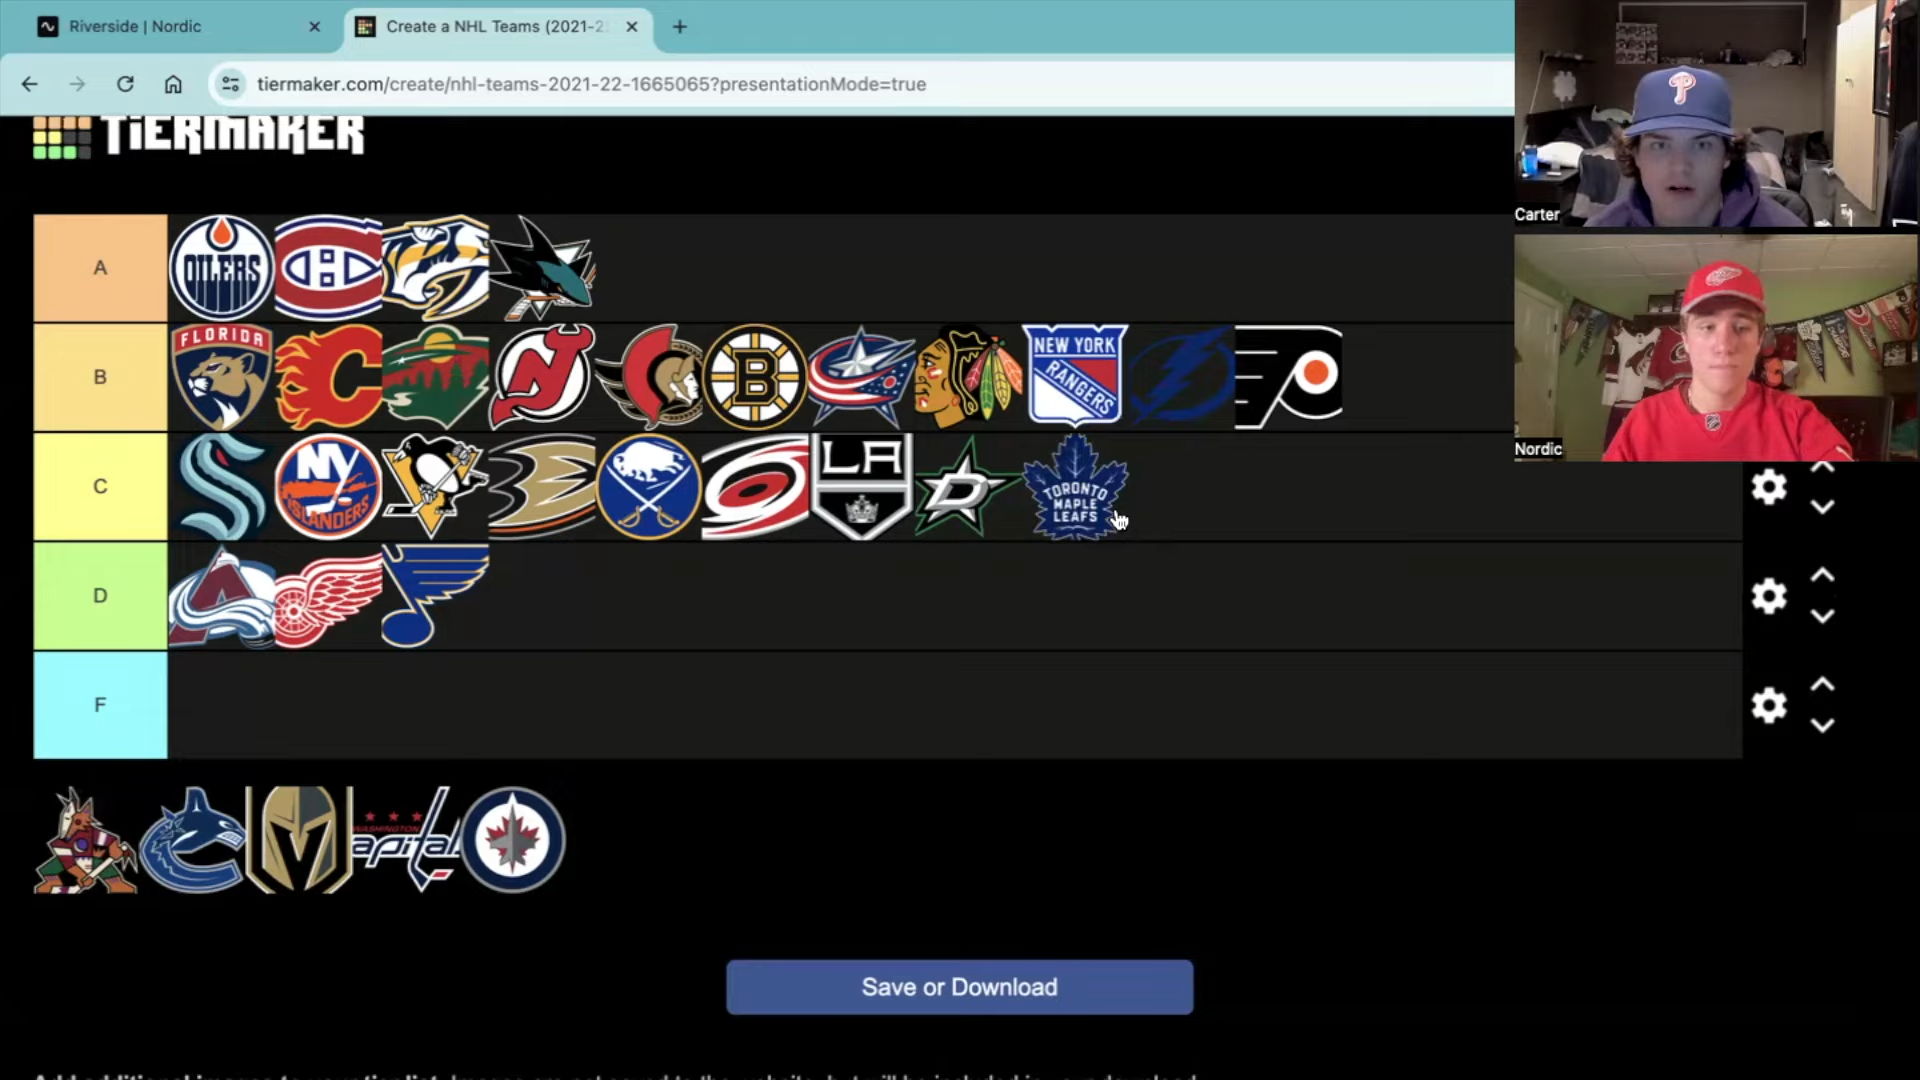 Riverside | Nordic
Create a NHL Teams (2021-2
tiermaker.com/create/nhl-teams-2021-22-1665065?presentationMode=true
TiERMAKER
Carter
Nordic
A
OILERS
B
FLORIDA
NEW YORK
RANGERS
C
NY
ISLANDERS
LA
TORONTO
MAPLE
LEAFS
D
F
WASHINGTON
capitals
Save or Download